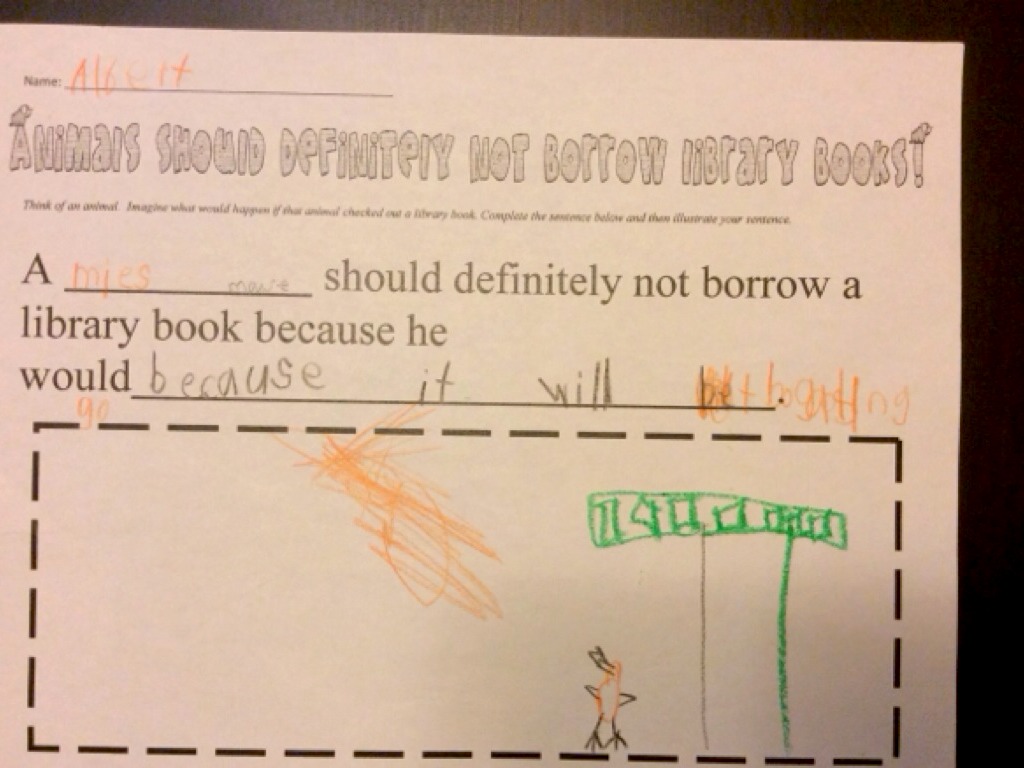 Name: Albert
Animals Should Definitely Not Borrow Library Books!
Think of an animal. Imagine what would happen if that animal checked out a library book. Complete the sentence below and then illustrate your sentence.
A mies mouse should definitely not borrow a
library book because he
would because it will be.
go